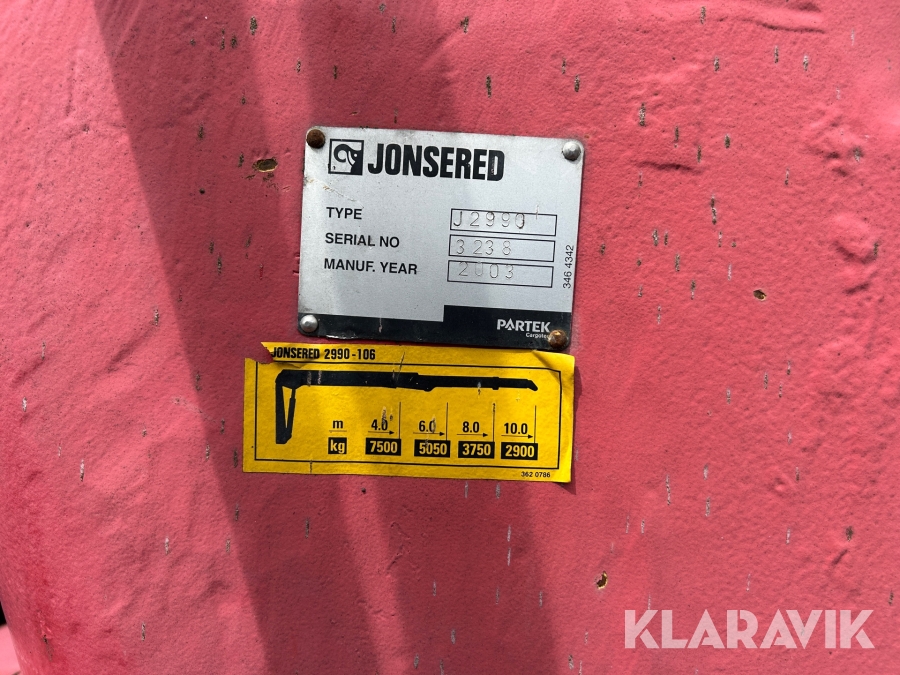 JONSERED
TYPE J2990
SERIAL NO 3238
MANUF. YEAR 2003
346 4342
PARTEK
Cargotec
JONSERED 2990-106
m 4.0 6.0 8.0 10.0
kg 7500 5050 3750 2900
362 0786
KLARAVIK